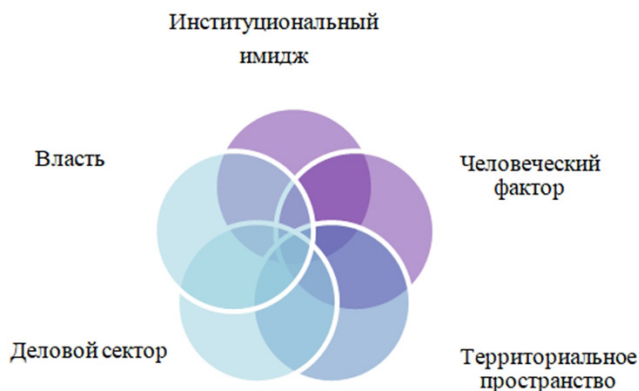 Институциональный
имидж
Власть
Человеческий
фактор
Деловой сектор
Территориальное
пространство